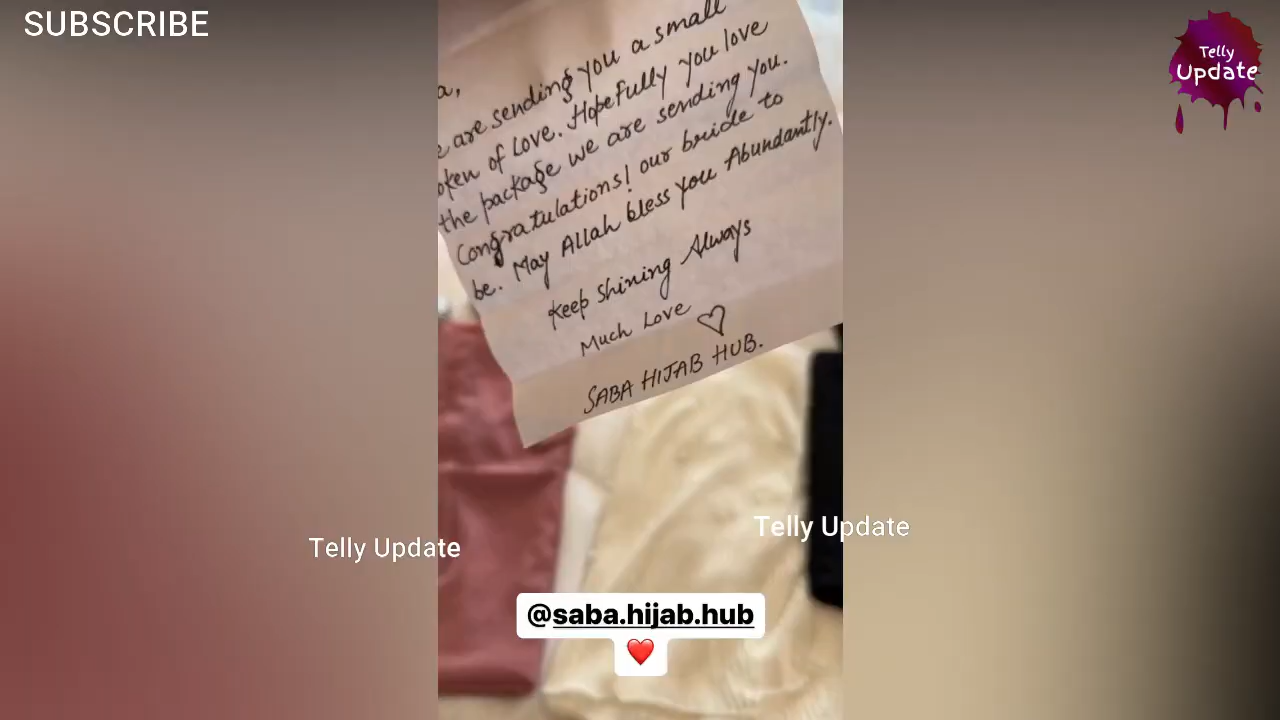 SUBSCRIBE
Telly
Update
a,
e are sending you a small
oken of Love. Hopefully you love
the package we are sending you.
Congratulations! our bride to
be. May Allah bless you Abundantly.
Keep Shining Always
Much Love ♡
SABA HIJAB HUB.
Telly Update
Telly Update
@saba.hijab.hub
❤️